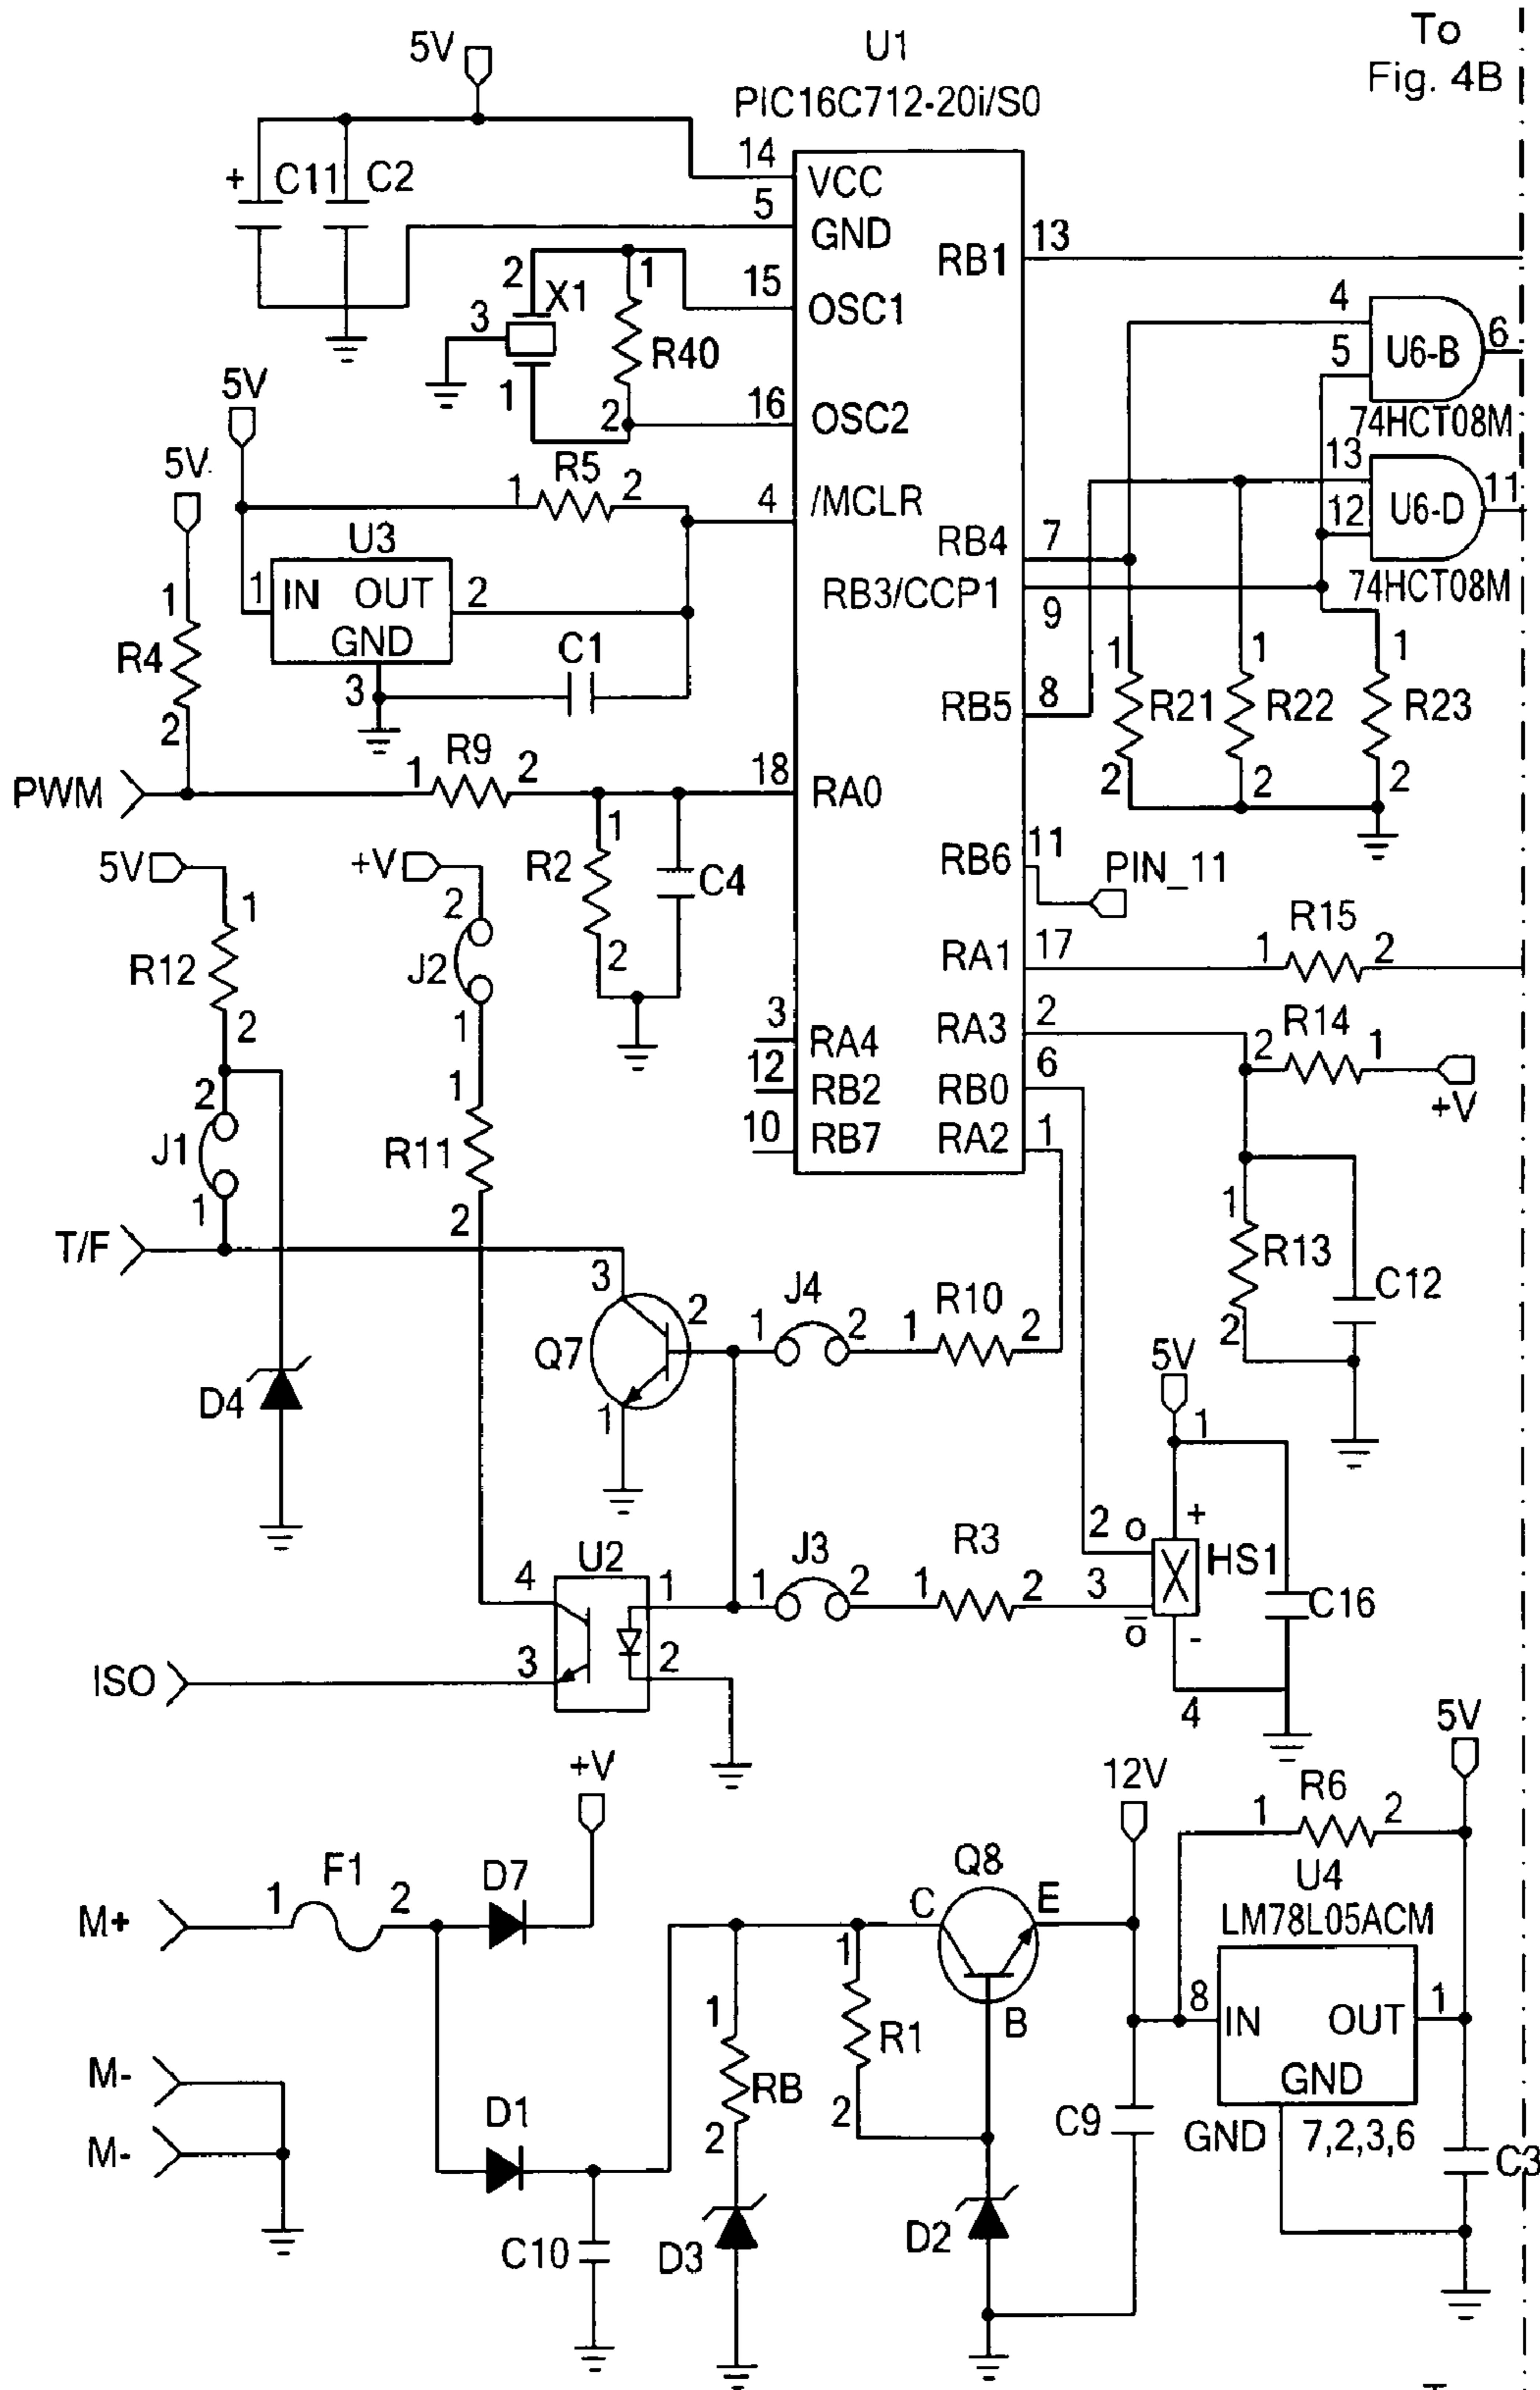 To
Fig. 4B
5V
U1
PIC16C712-20i/S0
+ C11 C2
14 VCC
5 GND
RB1 13
2 X1 1
15 OSC1
3
R40
1
2
16 OSC2
4
5 U6-B 6
74HCT08M
5V
5V
1 R5 2
4 /MCLR
13
12 U6-D 11
74HCT08M
U3
1 IN OUT 2
GND
3
C1
RB4 7
RB3/CCP1
9
1
R4
2
RB5 8
1 R21 2
1 R22 2
1 R23 2
PWM
1 R9 2
18 RA0
1
R2
2
C4
RB6 11
PIN_11
5V
+V
1
R12
2
2
J2
1
RA1 17
1 R15 2
3 RA4
RA3 2
2 R14 1
+V
12 RB2
RB0 6
10 RB7
RA2 1
2
J1
1
1
R11
2
T/F
1
R13
2
C12
3
Q7
2
1
1 J4 2
1 R10 2
D4
5V
1
2 o +
HS1
3 o -
4
C16
U2
4
1
3
2
1 J3 2
1 R3 2
ISO
+V
12V
5V
1 R6 2
M+
1 F1 2
D7
Q8
C E
B
U4
LM78L05ACM
8 IN OUT 1
GND
GND 7,2,3,6
1
RB
2
1
R1
2
M-
M-
D1
C10
D3
D2
C9
C3